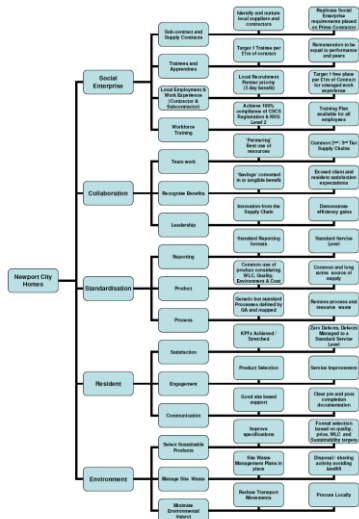 Identify and nurture
local suppliers and
contractors
Replicate Social
Enterprise
requirements placed
on Prime Contractor
Sub-contract and
Supply Contracts
Target 1 Trainee per
£1m of contract
Remuneration to be
equal to performance
and peers
Trainees and
Apprentices
Social
Enterprise
Local Recruitment
Partner priority
(3 day benefit)
Target 1 free place
per £1m of Contract
for managed work
experience
Local Employment &
Work Experience
(Contractor &
Subcontractor)
Achieve 100%
compliance of CSCS
Registration & NVQ
Level 2
Training Plan
available for all
employees
Workforce
Training
'Partnering'
Best use of
resources
Common 2nd / 3rd Tier
Supply Chains
Team work
'Savings' converted
in to tangible benefit
Exceed client and
resident satisfaction
expectations
Collaboration
Recognise Benefits
Innovation from the
Supply Chain
Demonstrate
efficiency gains
Leadership
Standard Reporting
formats
Standard Service
Level
Reporting
Common use of
product considering
WLC, Quality,
Environment & Cost
Common and long
term source of
supply
Newport City
Homes
Standardisation
Product
Generic but standard
Processes defined by
QA and mapped
Remove process and
resource waste
Process
KPI's Achieved /
Stretched
Zero Defects, Defects
Managed to a
Standard Service
Level
Satisfaction
Product Selection
Service Improvement
Resident
Engagement
Good site based
support
Clear pre and post
completion
documentation
Communication
Improve
specifications
Formal selection
based on quality,
price, WLC and
Sustainability targets
Select Sustainable
Products
Site Waste
Management Plans in
place
Disposal / sharing
activity avoiding
landfill
Environment
Manage Site Waste
Reduce Transport
Movements
Procure Locally
Minimise
Environmental
Impact